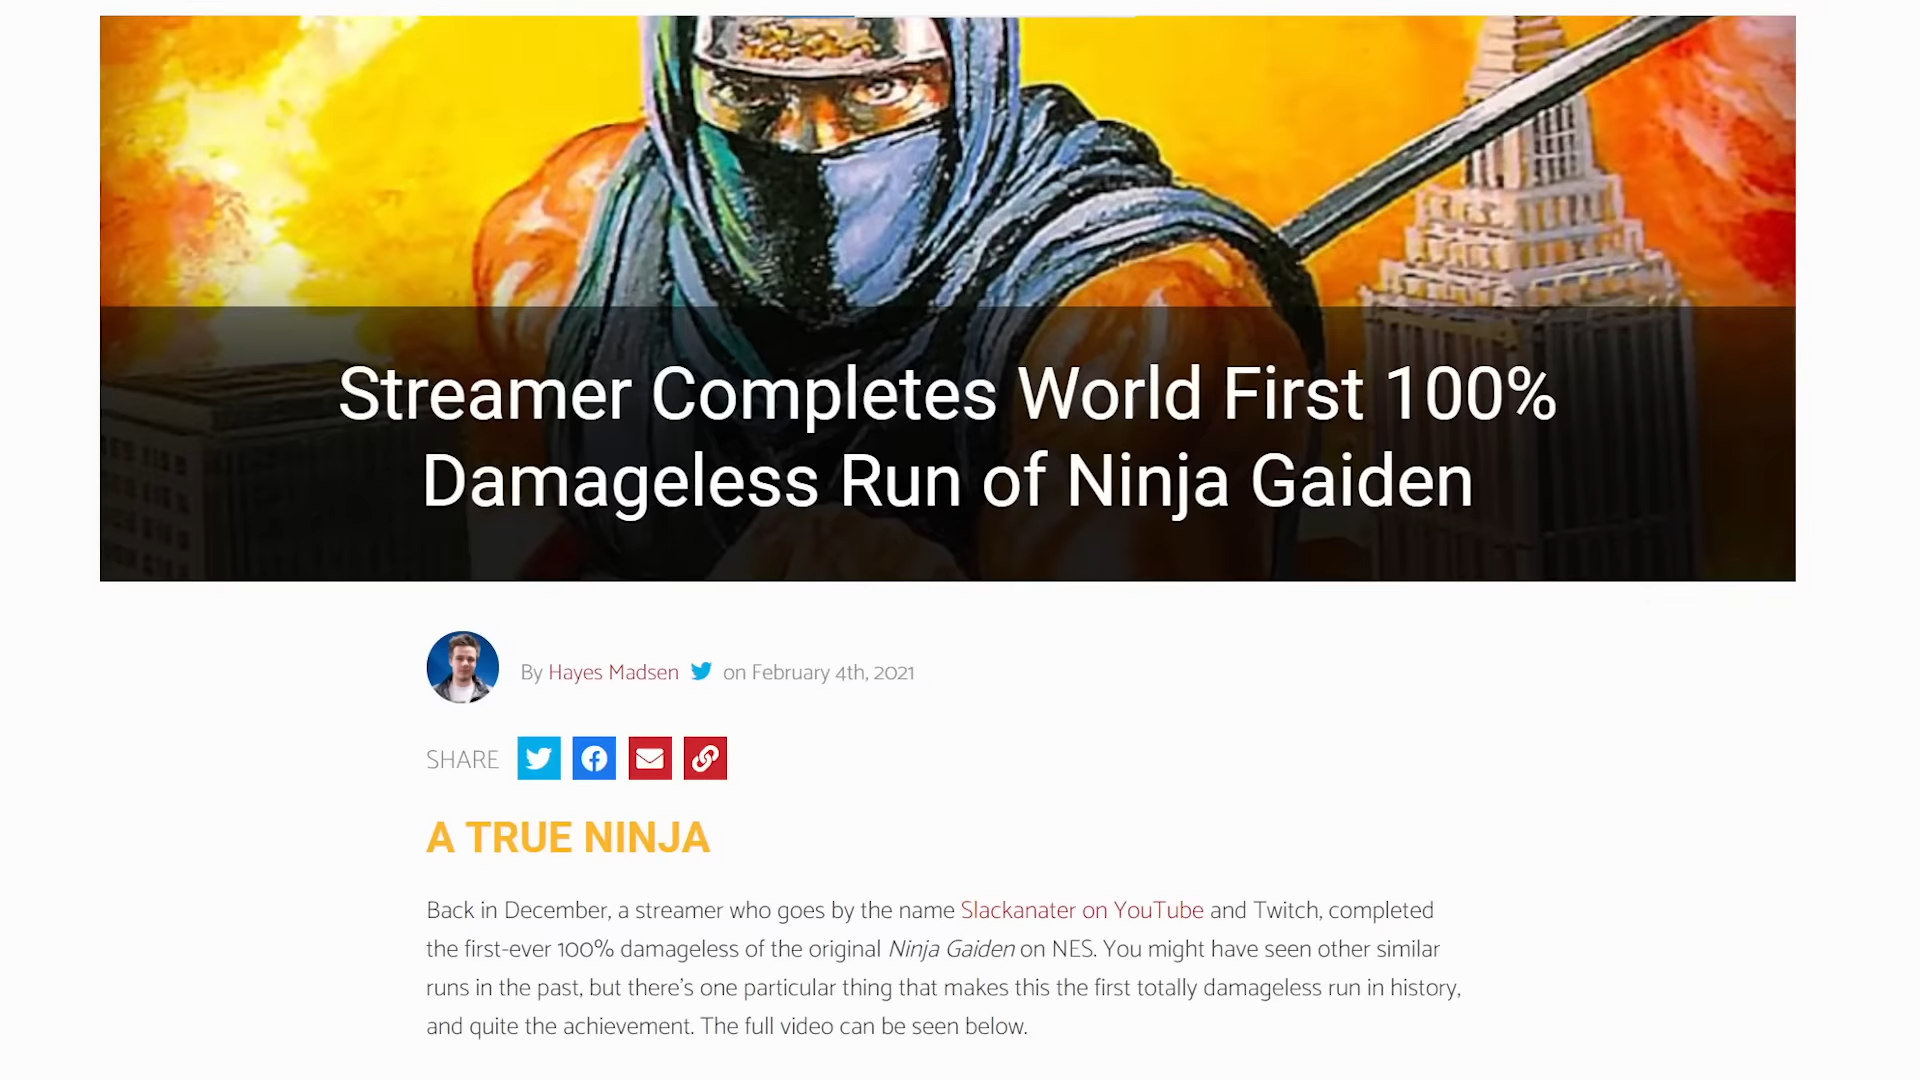 Streamer Completes World First 100%
Damageless Run of Ninja Gaiden
By Hayes Madsen on February 4th, 2021
SHARE
A TRUE NINJA
Back in December, a streamer who goes by the name Slackanater on YouTube and Twitch, completed
the first-ever 100% damageless of the original Ninja Gaiden on NES. You might have seen other similar
runs in the past, but there's one particular thing that makes this the first totally damageless run in history,
and quite the achievement. The full video can be seen below.